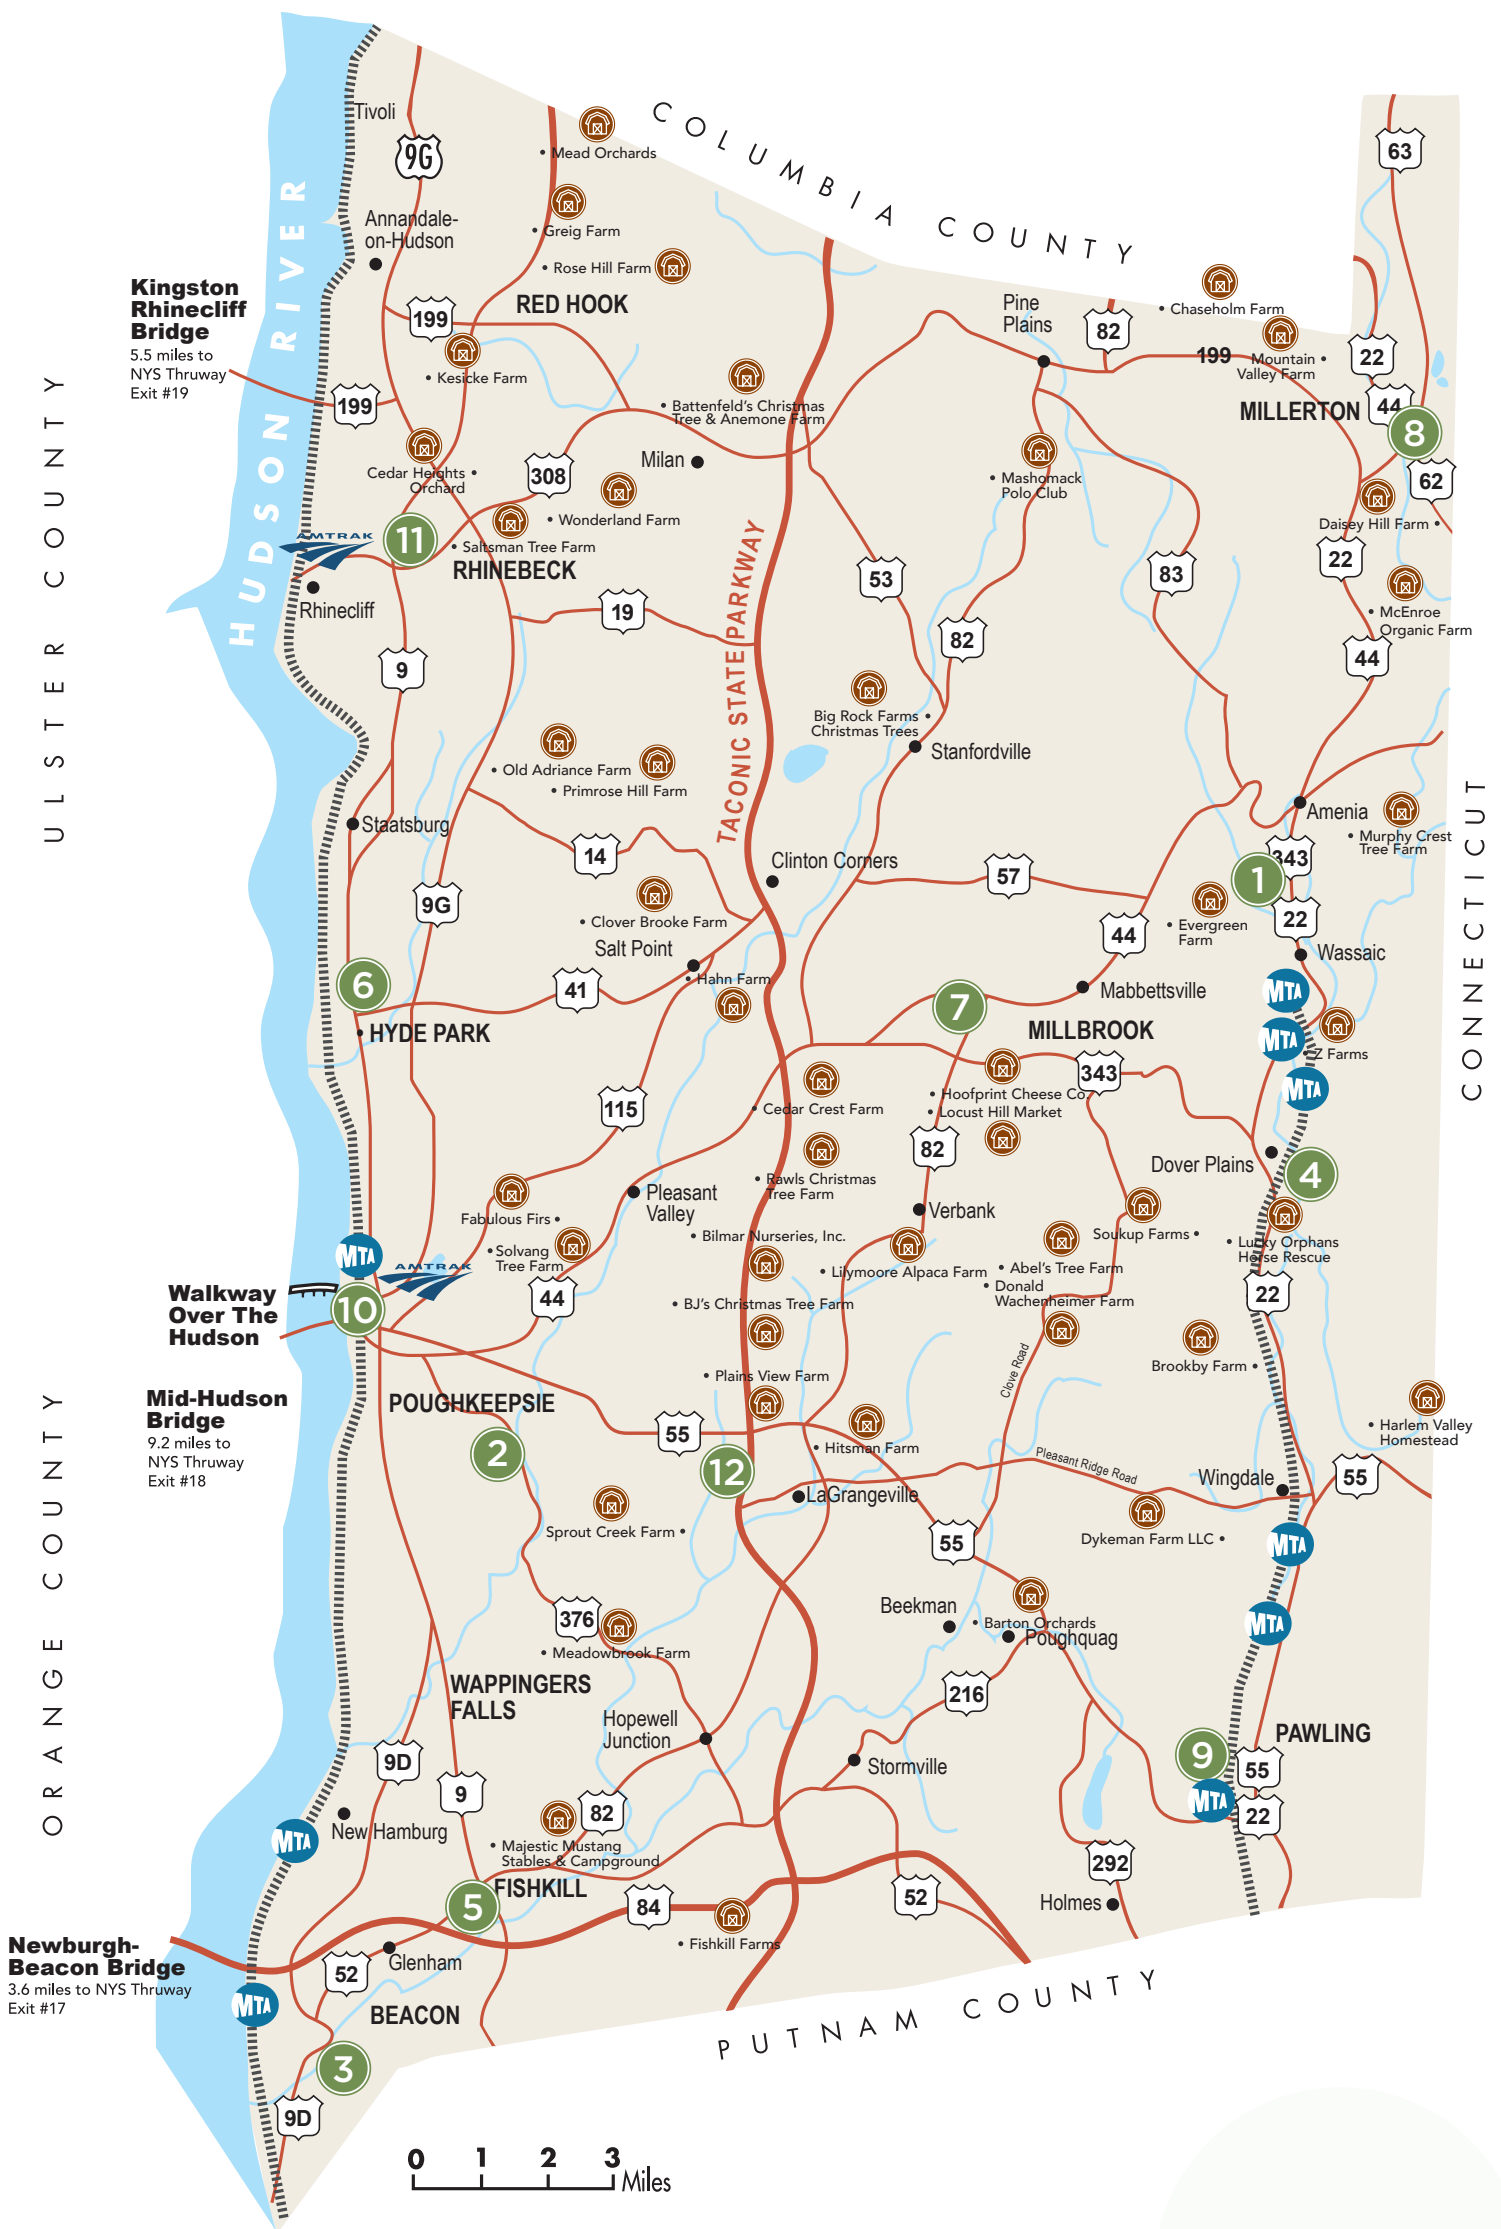 COLUMBIA COUNTY
Tivoli
9G
• Mead Orchards
63
Annandale-
on-Hudson
• Greig Farm
• Rose Hill Farm
RED HOOK
HUDSON RIVER
Kingston
Rhinecliff
Bridge
5.5 miles to
NYS Thruway
Exit #19
199
Pine
Plains
82
• Chaseholm Farm
199
Mountain •
Valley Farm
22
• Kesicke Farm
199
• Battenfeld's Christmas
Tree & Anemone Farm
MILLERTON
44
8
ULSTER COUNTY
Cedar Heights •
Orchard
308
Milan
• Mashomack
Polo Club
62
• Wonderland Farm
Daisey Hill Farm •
AMTRAK
11
• Saltsman Tree Farm
RHINEBECK
22
53
83
Rhinecliff
19
• McEnroe
Organic Farm
82
9
44
TACONIC STATE PARKWAY
Big Rock Farms •
Christmas Trees
Stanfordville
• Old Adriance Farm
• Primrose Hill Farm
Staatsburg
Amenia
• Murphy Crest
Tree Farm
14
Clinton Corners
343
57
1
CONNECTICUT
9G
• Clover Brooke Farm
• Evergreen
Farm
22
44
Salt Point
Wassaic
6
41
• Hahn Farm
MTA
Mabbettsville
7
MILLBROOK
HYDE PARK
MTA
• Z Farms
343
MTA
• Hoofprint Cheese Co.
• Locust Hill Market
115
• Cedar Crest Farm
82
Dover Plains
4
• Rawls Christmas
Tree Farm
Pleasant
Valley
Fabulous Firs •
Verbank
• Bilmar Nurseries, Inc.
Soukup Farms •
• Lucky Orphans
Horse Rescue
MTA
AMTRAK
• Solvang
Tree Farm
• Lilymoore Alpaca Farm
• Abel's Tree Farm
• Donald
Wachenheimer Farm
44
22
Walkway
Over The
Hudson
10
• BJ's Christmas Tree Farm
Clove Road
Brookby Farm •
• Plains View Farm
Mid-Hudson
Bridge
9.2 miles to
NYS Thruway
Exit #18
POUGHKEEPSIE
• Harlem Valley
Homestead
55
2
• Hitsman Farm
12
Pleasant Ridge Road
Wingdale
55
ORANGE COUNTY
LaGrangeville
Sprout Creek Farm •
55
Dykeman Farm LLC •
MTA
Beekman
376
• Barton Orchards
Poughquag
MTA
• Meadowbrook Farm
WAPPINGERS
FALLS
216
Hopewell
Junction
PAWLING
9
9D
Stormville
55
9
MTA
22
New Hamburg
82
MTA
• Majestic Mustang
Stables & Campground
292
FISHKILL
5
84
52
Holmes
• Fishkill Farms
Newburgh-
Beacon Bridge
3.6 miles to NYS Thruway
Exit #17
Glenham
52
MTA
BEACON
PUTNAM COUNTY
3
9D
0 1 2 3
Miles